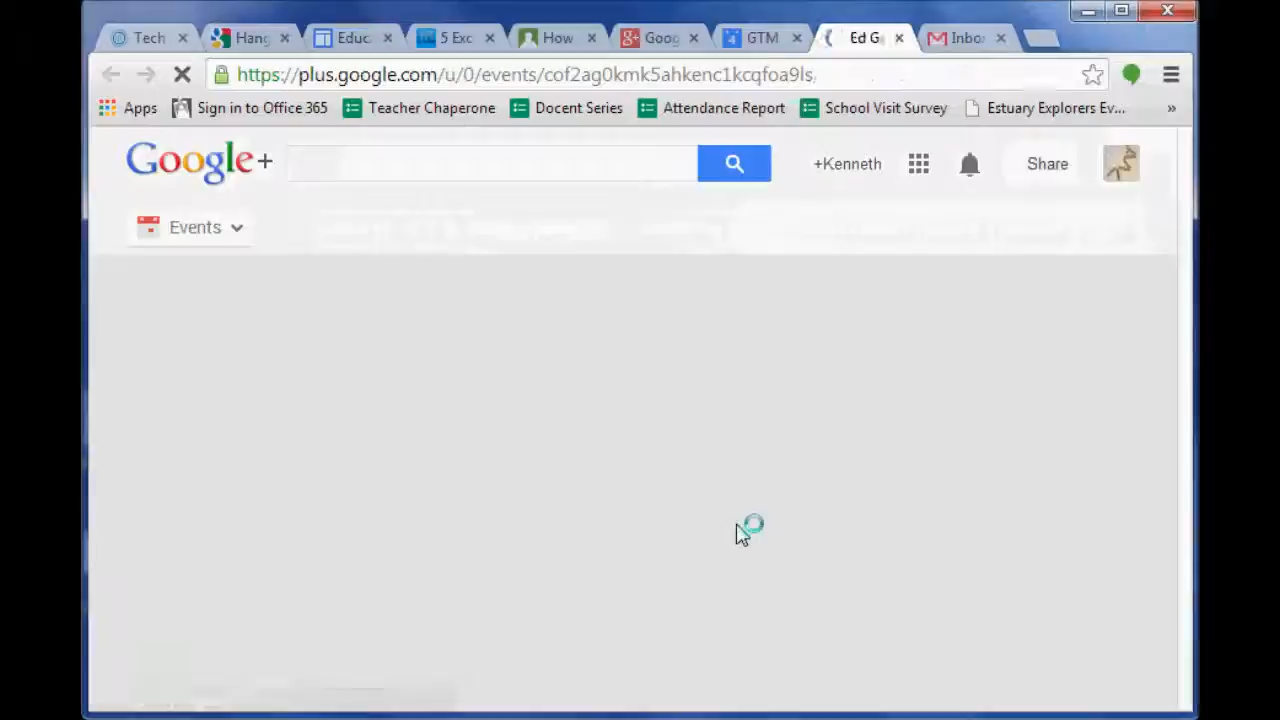 Tech Hang Educ 5 Exc How Goog GTM Ed G Inbo
https://plus.google.com/u/0/events/cof2ag0kmk5ahkenc1kcqfoa9ls
Apps Sign in to Office 365 Teacher Chaperone Docent Series Attendance Report School Visit Survey Estuary Explorers Ev... »
Google+ +Kenneth Share
Events